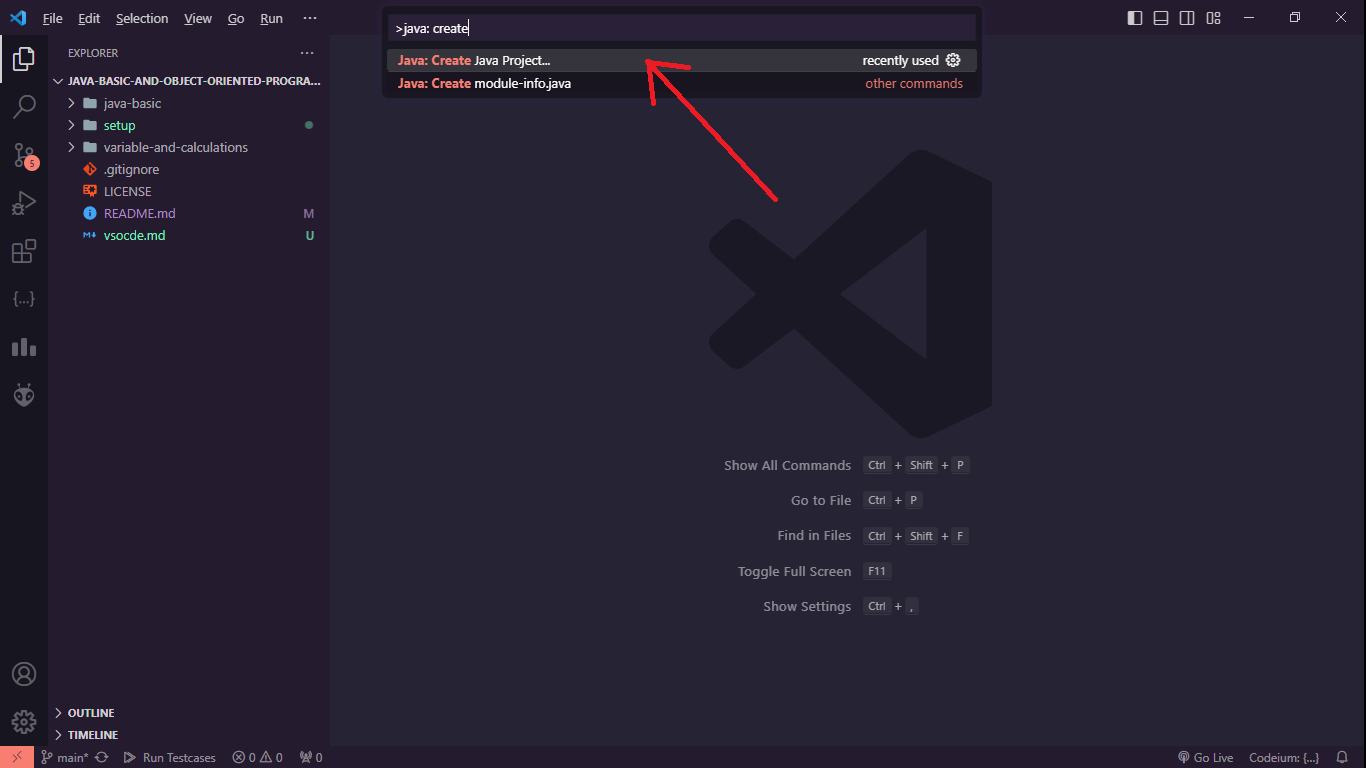 File Edit Selection View Go Run ···
>java: create
Java: Create Java Project... recently used
Java: Create module-info.java other commands
EXPLORER ···
JAVA-BASIC-AND-OBJECT-ORIENTED-PROGRA...
java-basic
setup
variable-and-calculations
.gitignore
LICENSE
README.md M
vsocde.md U
5
{...}
Show All Commands Ctrl + Shift + P
Go to File Ctrl + P
Find in Files Ctrl + Shift + F
Toggle Full Screen F11
Show Settings Ctrl + ,
OUTLINE
TIMELINE
main* Run Testcases 0 0 0 Go Live Codeium: {...}